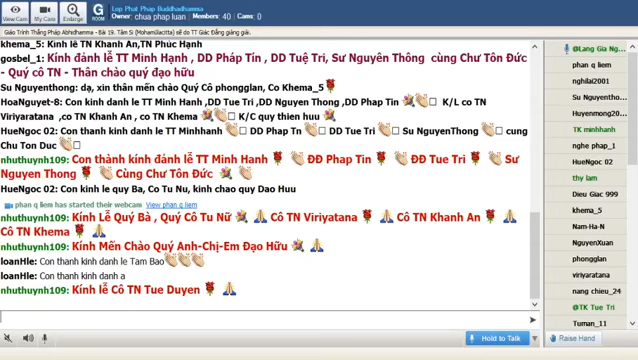 Lop Phat Phap Buddhadhamma
Owner: chua phap luan Members: 40 Cams: 0
View Cam My Cam Enlarge Room
Giáo Trình Thắng Pháp Abhidhamma - Bài 19. Tâm Si (Mohamūlacitta) sẽ do TT Giác Đẳng giảng giải.
khema_5: Kính lễ TN Khanh An,TN Phúc Hạnh
gosbel_1: Kính đảnh lễ TT Minh Hạnh , DD Pháp Tín , DD Tuệ Trị, Sư Nguyên Thông cùng Chư Tôn Đức
- Quý cô TN - Thân chào quý đạo hữu
Su Nguyenthong: dạ, xin thân mến chào Quý Cô phongglan, Co Khema_5
HoaNguyet-8: Con kinh danh le TT Minh Hanh ,DD Tue Tri , DD Nguyen Thong ,DD Phap Tin K/L co TN
Viryaratana ,co TN Khanh An , co TN Khema K/C quy thien huu
HueNgoc 02: Con thanh kinh danh le TT Minhhanh DD Phap Tn DD Tue Tri Su NguyenThong cung
Chu Ton Duc
nhuthuynh109: Con thành kính đảnh lễ TT Minh Hanh ĐĐ Phap Tin ĐĐ Tue Tri Sư
Nguyen Thong Cùng Chư Tôn Đức
HueNgoc 02: Con kinh le quy Ba, Co Tu Nu, kinh chao quy Dao Huu
phan q liem has started their webcam View phan q liem
nhuthuynh109: Kính Lễ Quý Bà , Quý Cô Tu Nữ Cô TN Viriyatana Cô TN Khanh An
Cô TN Khema
nhuthuynh109: Kính Mến Chào Quý Anh-Chị-Em Đạo Hữu
loanHle: Con thanh kinh danh le Tam Bao
loanHle: Con thanh kinh danh a
nhuthuynh109: Kính lễ Cô TN Tue Duyen
Hold to Talk
@Lang Gia Ng
phan q liem
nghilai2001
Su Nguyentho
Huyenmong20
TK minhhanh
nghe phap_1
HueNgoc 02
thy lam
Dieu Giac 999
khema_5
Nam-Ha-N
NguyenXuan
phongglan
viryaratana
nang chieu_24
@TK Tue Tri
Tuman_11
Raise Hand